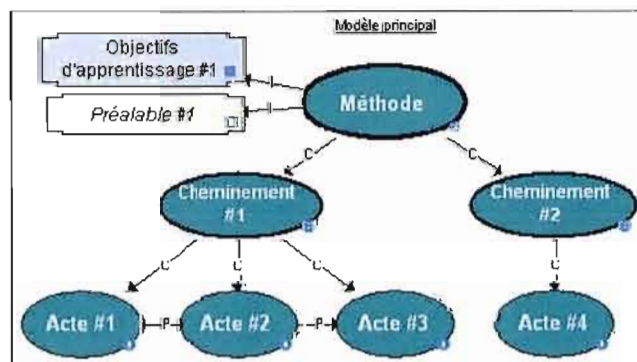 Modèle principal
Objectifs
d'apprentissage #1
I
Méthode
Préalable #1
I
C
C
Cheminement
#1
Cheminement
#2
C
C
C
C
Acte #1
P
Acte #2
P
Acte #3
Acte #4